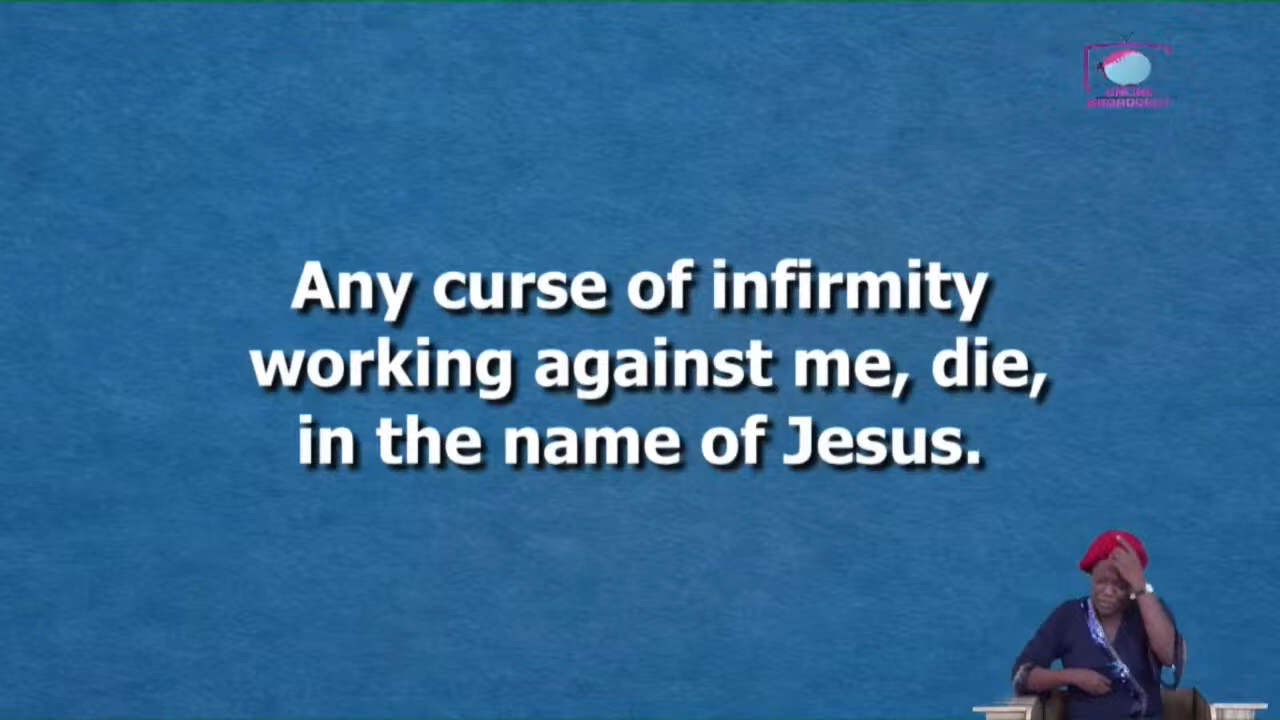 Any curse of infirmity
working against me, die,
in the name of Jesus.